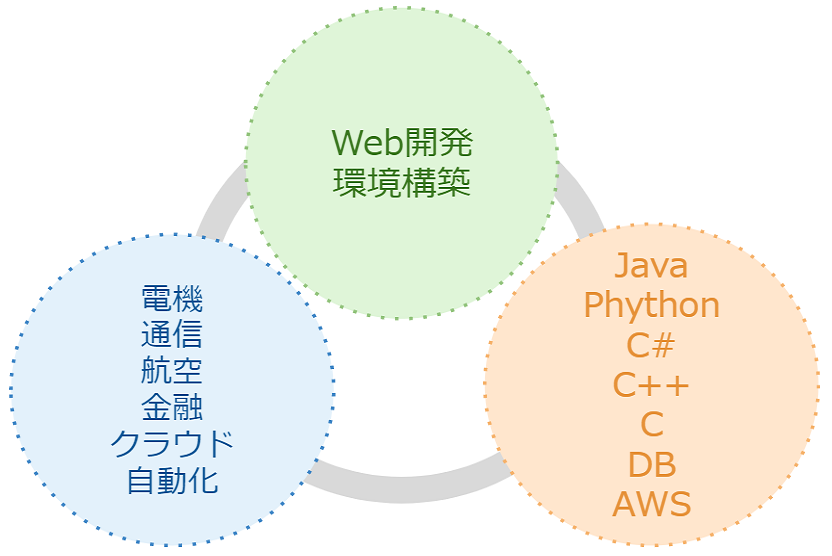 Web開発
環境構築
電機
通信
航空
金融
クラウド
自動化
Java
Phython
C#
C++
C
DB
AWS